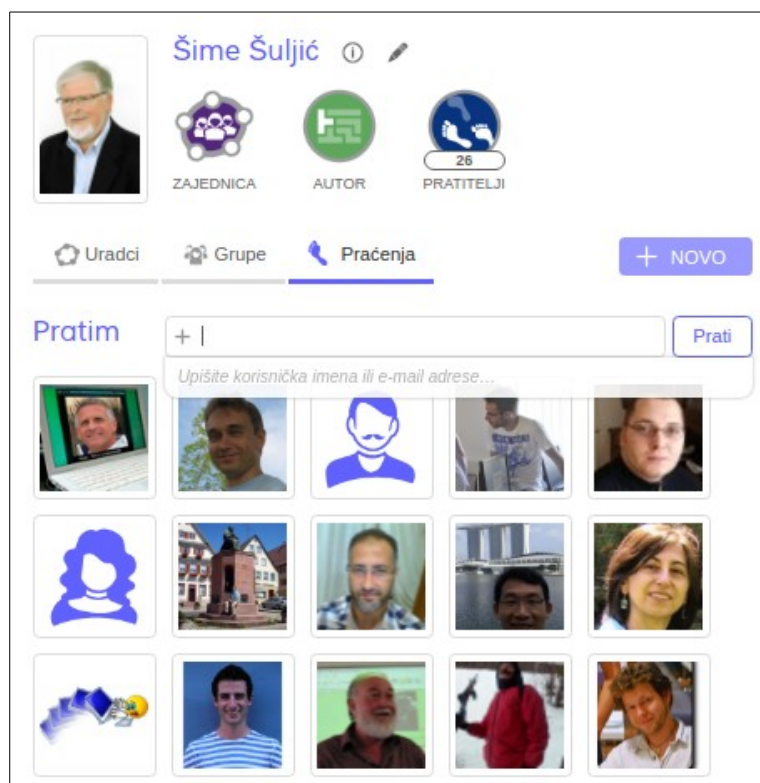 Šime Šuljić
26
ZAJEDNICA AUTOR PRATITELJI
Uradci Grupe Praćenja + NOVO
Pratim + Prati
Upišite korisnička imena ili e-mail adrese...